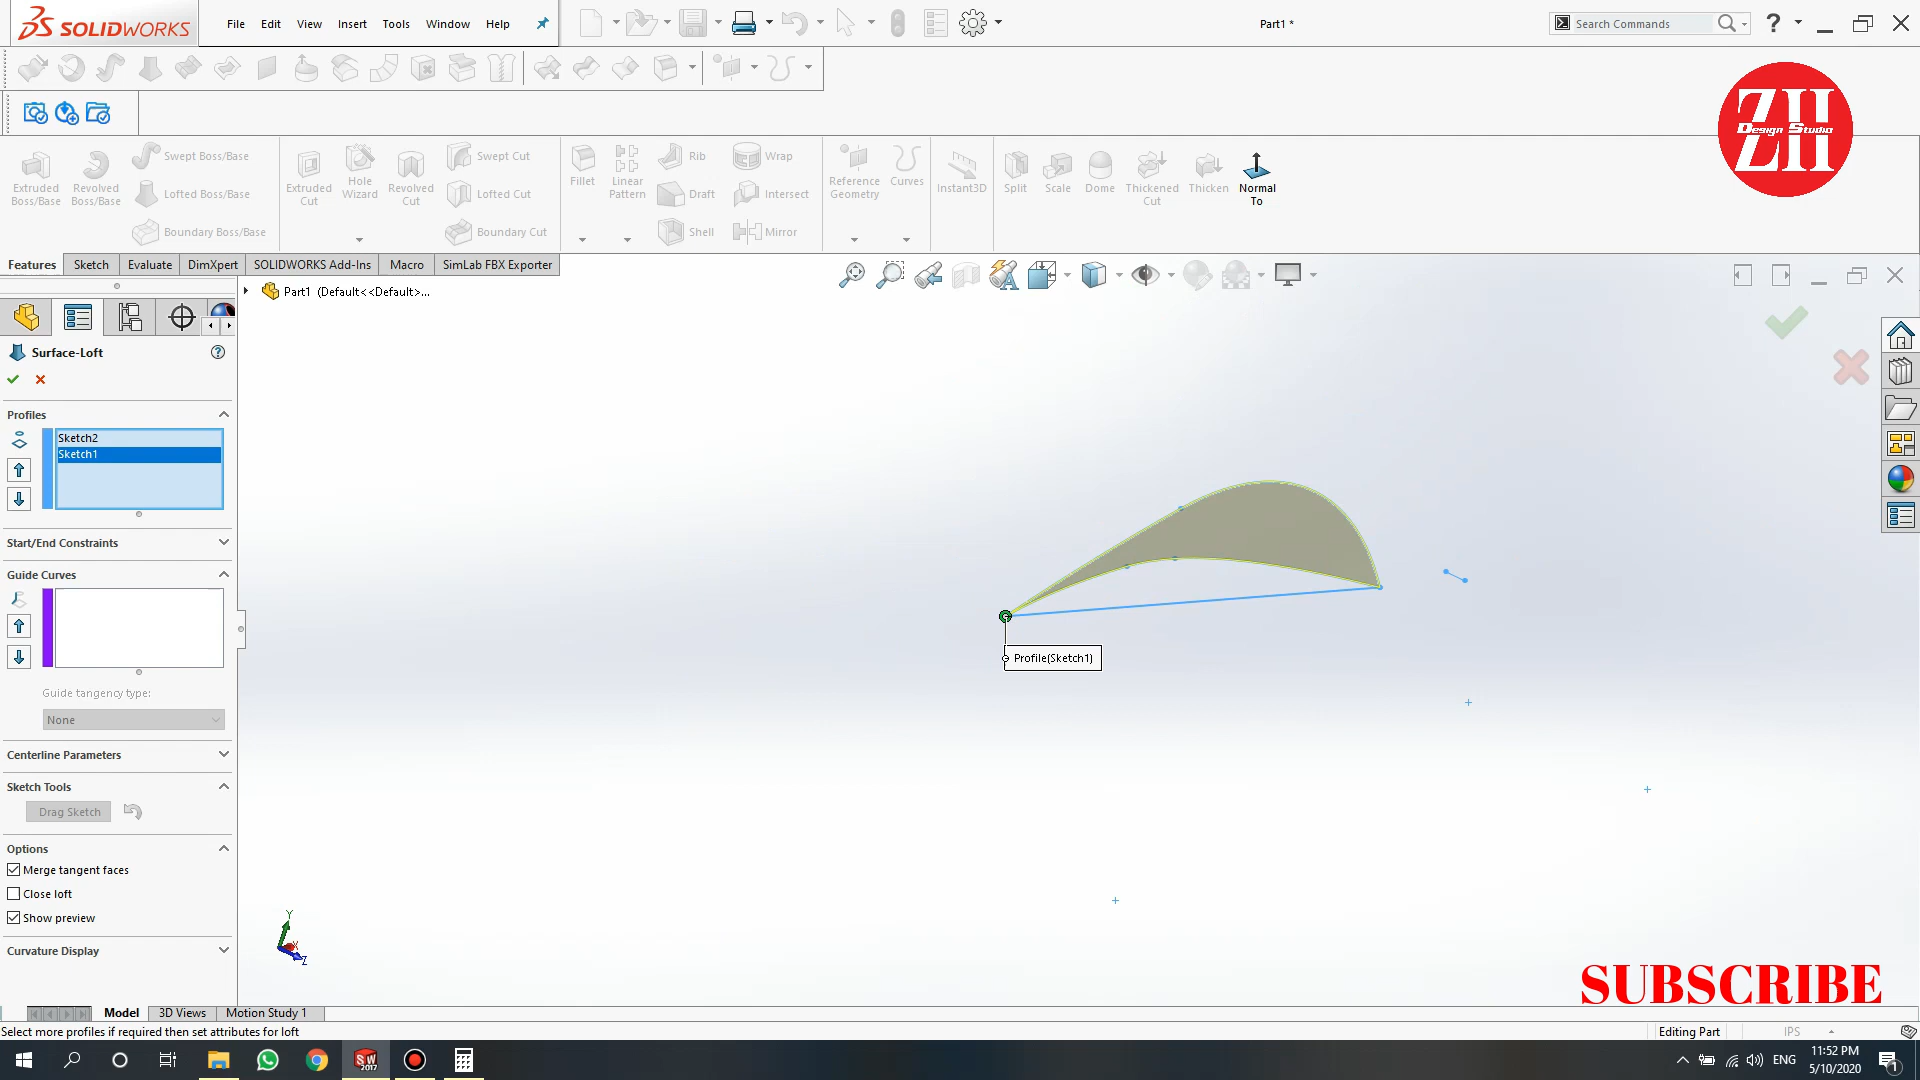 SOLIDWORKS
File Edit View Insert Tools Window Help
Part1 *
Search Commands
?
ZH
Design Studio
Extruded Boss/Base
Revolved Boss/Base
Swept Boss/Base
Lofted Boss/Base
Boundary Boss/Base
Extruded Cut
Hole Wizard
Revolved Cut
Swept Cut
Lofted Cut
Boundary Cut
Fillet
Linear Pattern
Rib
Draft
Shell
Wrap
Intersect
Mirror
Reference Geometry
Curves
Instant3D
Split
Scale
Dome
Thickened Cut
Thicken
Normal To
Features Sketch Evaluate DimXpert SOLIDWORKS Add-Ins Macro SimLab FBX Exporter
Part1 (Default<<Default>...
Surface-Loft
Profiles
Sketch2
Sketch1
Start/End Constraints
Guide Curves
Guide tangency type:
None
Centerline Parameters
Sketch Tools
Drag Sketch
Options
Merge tangent faces
Close loft
Show preview
Curvature Display
Profile(Sketch1)
Y
X
Z
SUBSCRIBE
Model 3D Views Motion Study 1
Select more profiles if required then set attributes for loft
Editing Part
IPS
SW
2017
ENG
11:52 PM
5/10/2020
1